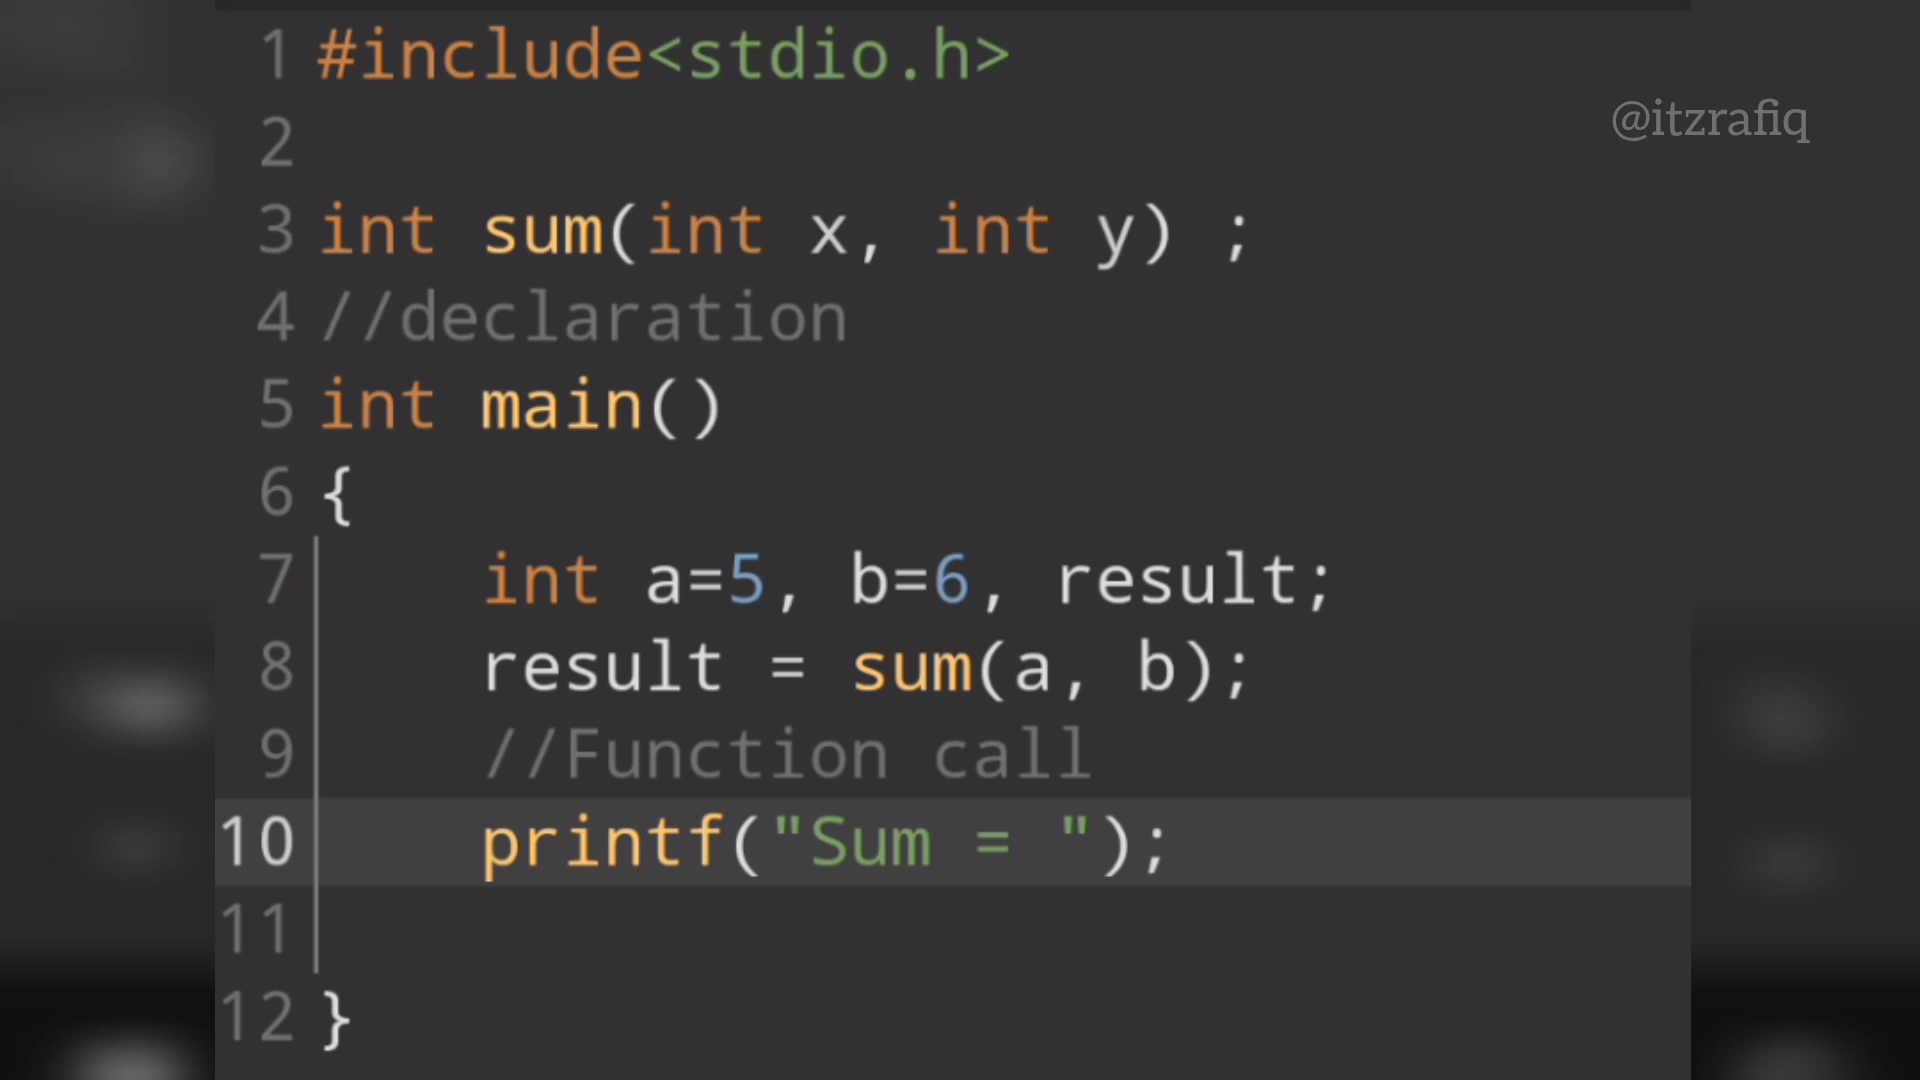 1 #include<stdio.h>
@itzrafiq
2
3 int sum(int x, int y) ;
4 //declaration
5 int main()
6 {
7     int a=5, b=6, result;
8     result = sum(a, b);
9     //Function call
10     printf("Sum = ");
11
12 }